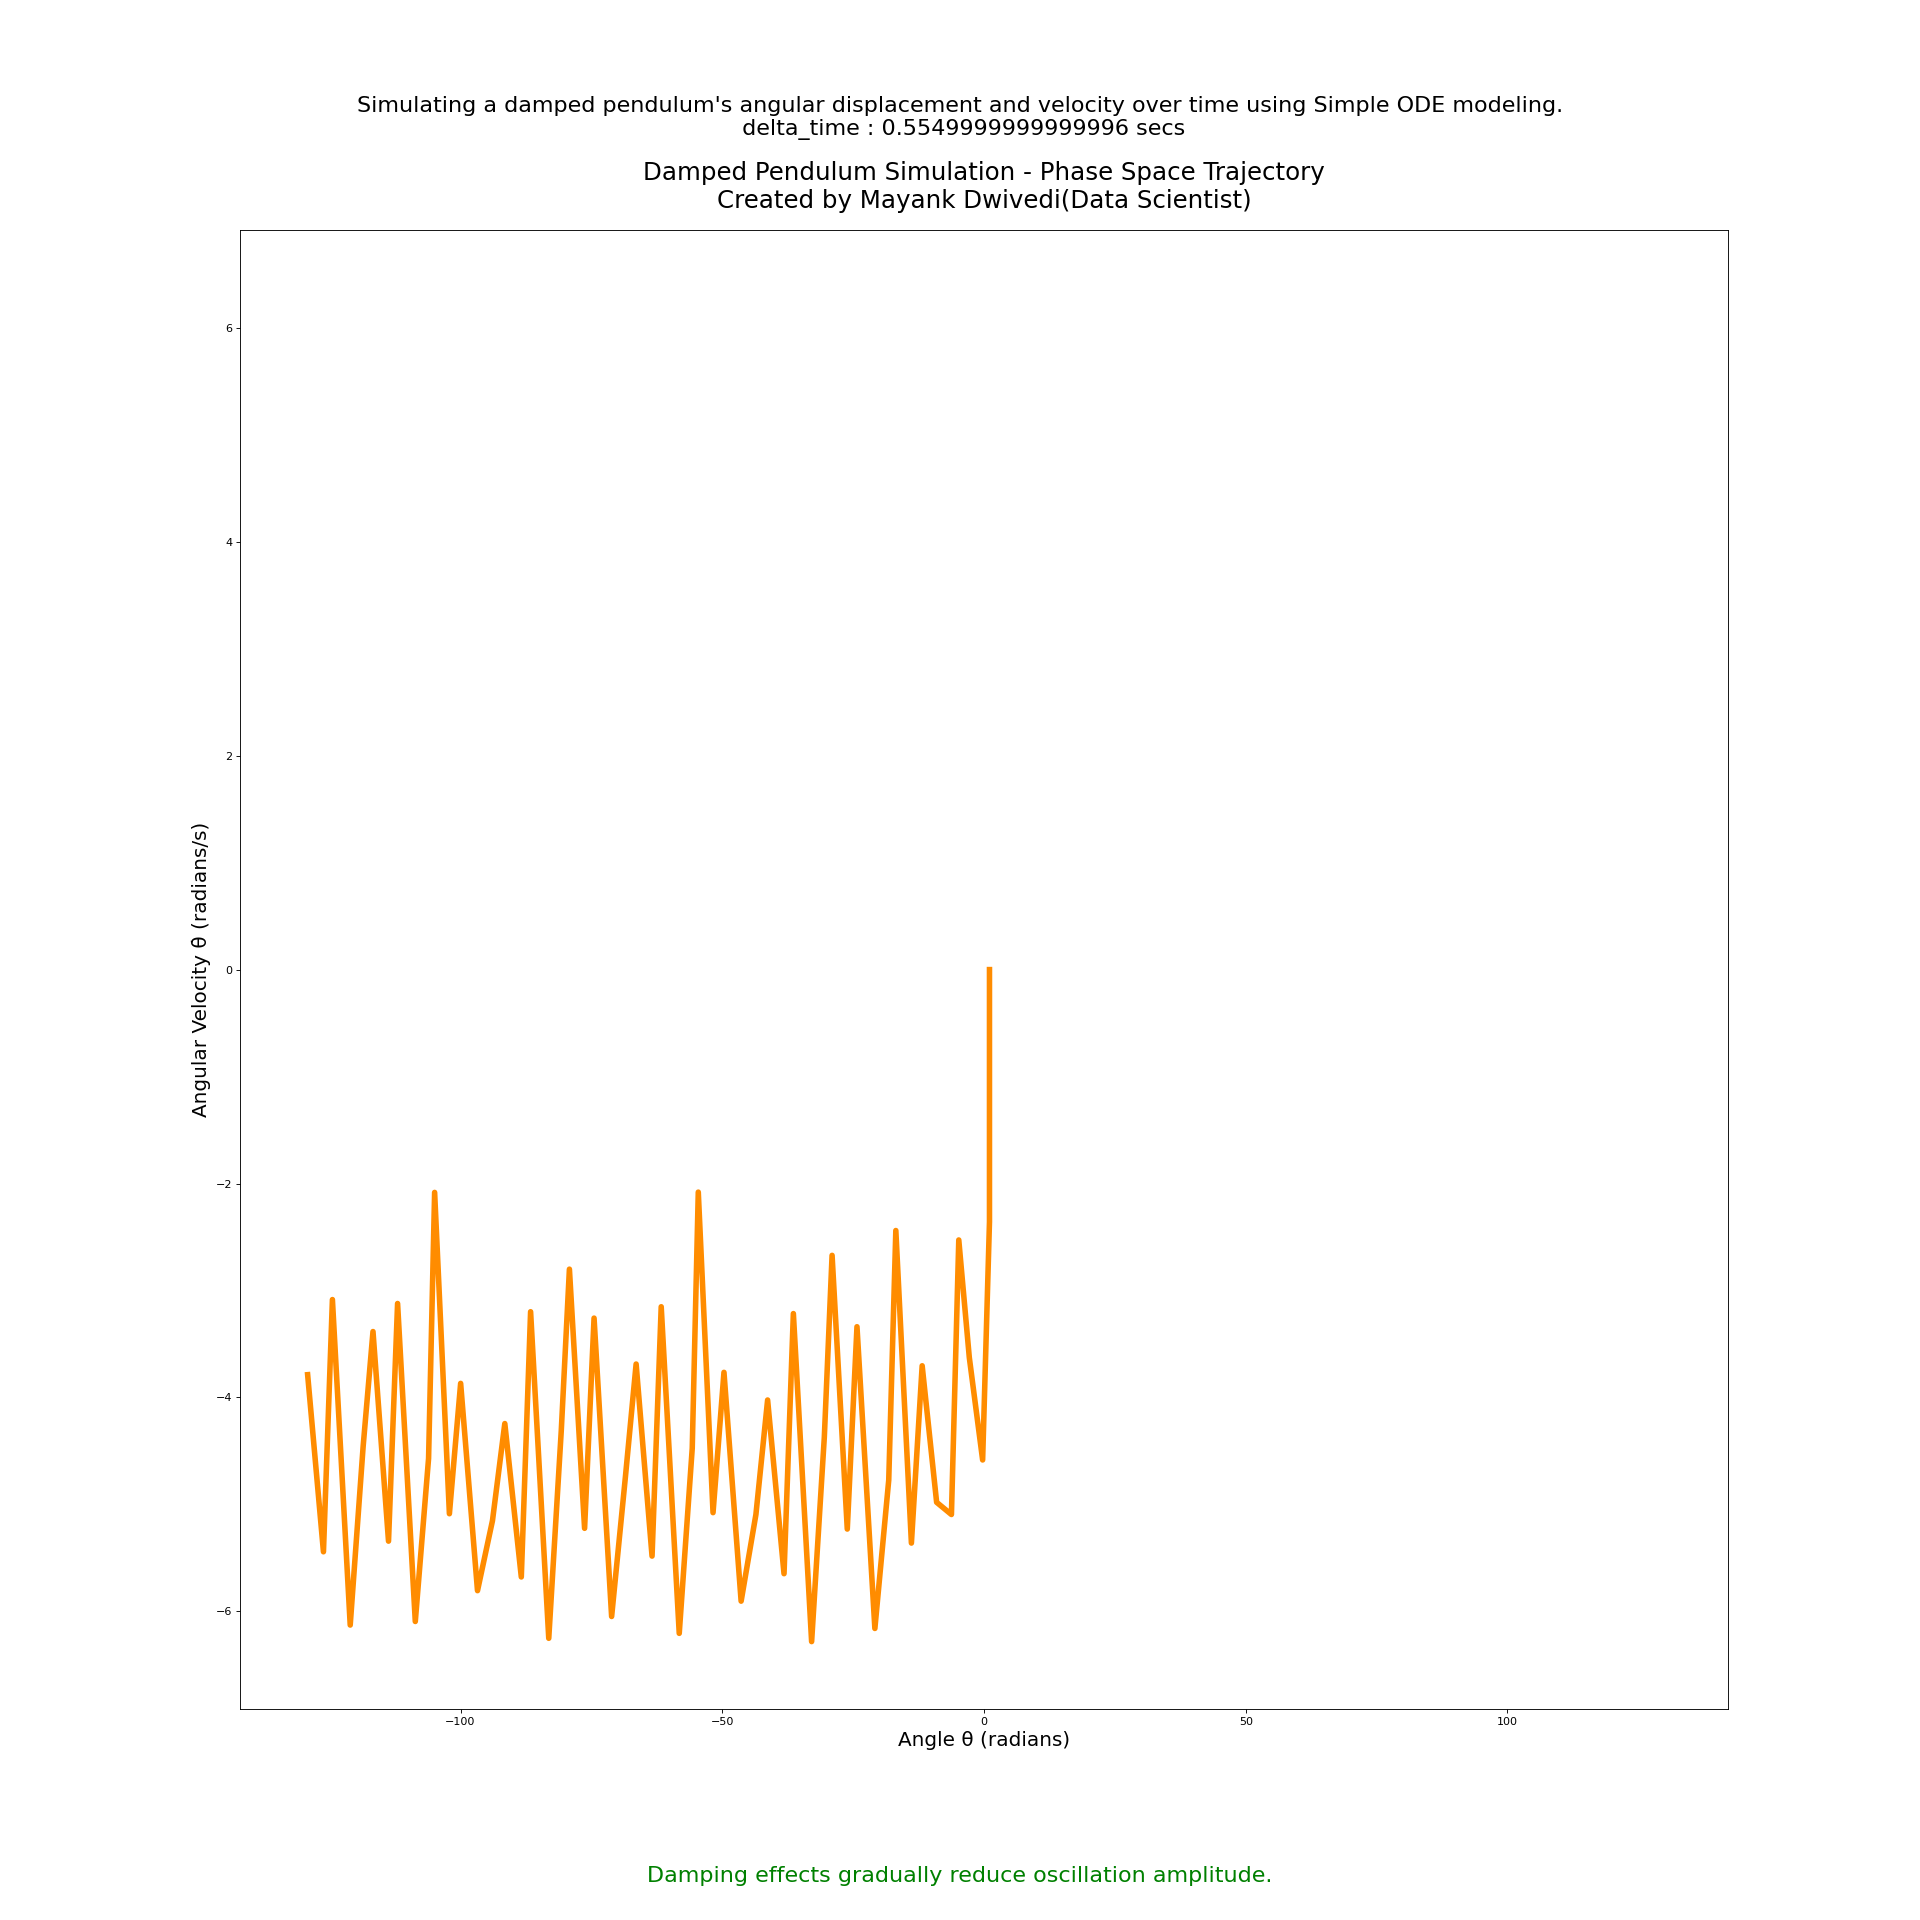 Simulating a damped pendulum's angular displacement and velocity over time using Simple ODE modeling.
delta_time : 0.5549999999999996 secs
Damped Pendulum Simulation - Phase Space Trajectory
Created by Mayank Dwivedi(Data Scientist)
6
4
2
0
−2
−4
−6
Angular Velocity θ (radians/s)
−100
−50
0
50
100
Angle θ (radians)
Damping effects gradually reduce oscillation amplitude.